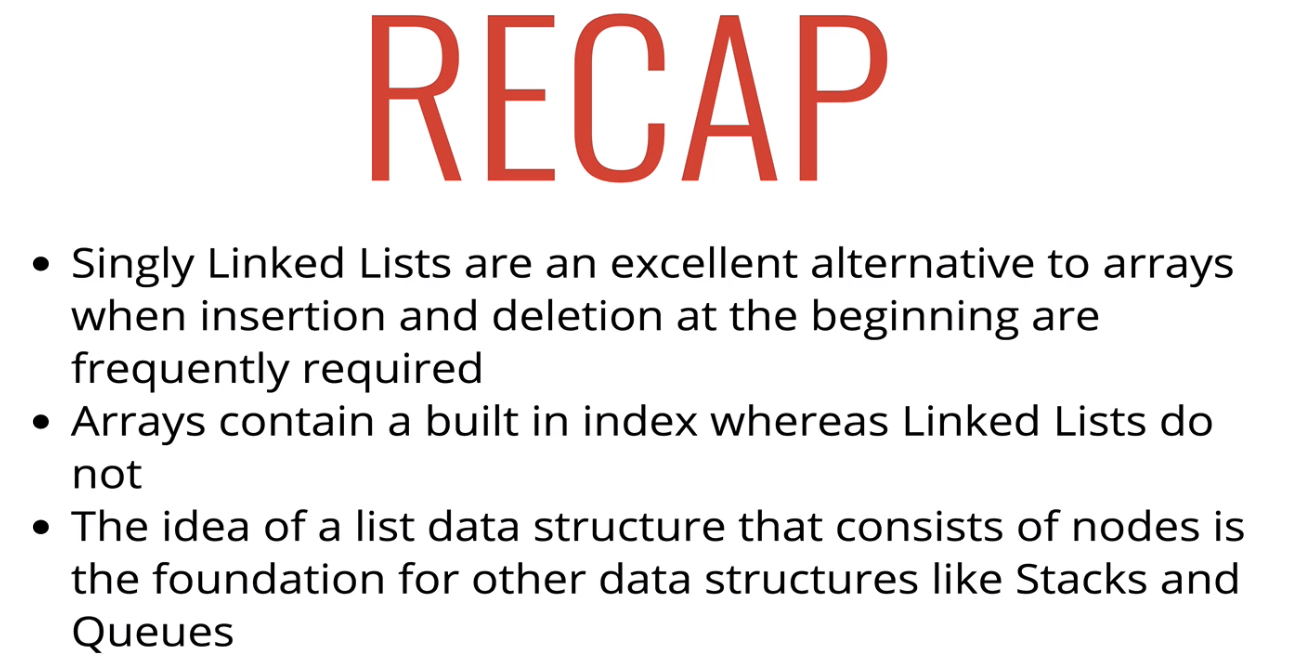 RECAP
• Singly Linked Lists are an excellent alternative to arrays
when insertion and deletion at the beginning are
frequently required
• Arrays contain a built in index whereas Linked Lists do
not
• The idea of a list data structure that consists of nodes is
the foundation for other data structures like Stacks and
Queues